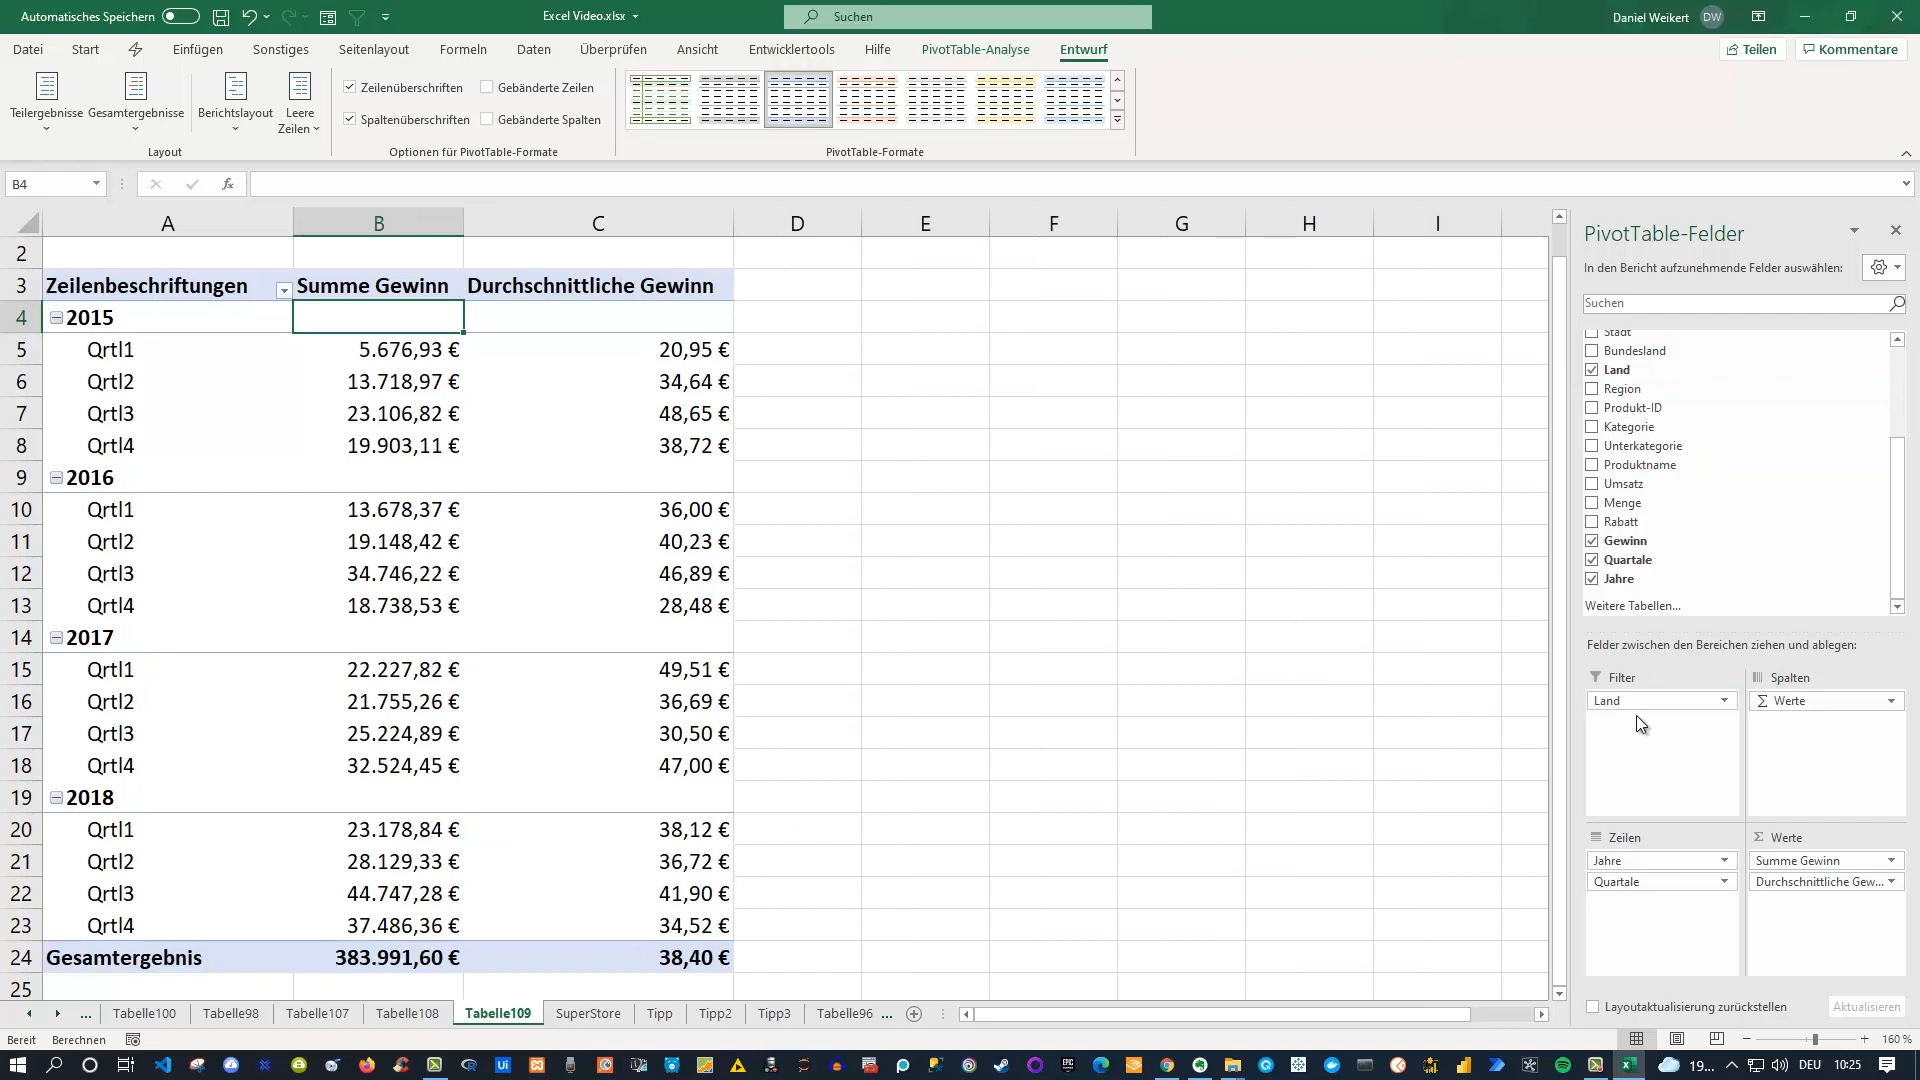 Automatisches Speichern
Excel Video.xlsx
Suchen
Daniel Weikert DW
Datei Start Einfügen Sonstiges Seitenlayout Formeln Daten Überprüfen Ansicht Entwicklertools Hilfe PivotTable-Analyse Entwurf Teilen Kommentare
Teilergebnisse Gesamtergebnisse Berichtslayout Leere
Zeilen
Zeilenüberschriften Gebänderte Zeilen
Spaltenüberschriften Gebänderte Spalten
Layout Optionen für PivotTable-Formate PivotTable-Formate
B4 fx
A B C D E F G H I
2
3 Zeilenbeschriftungen Summe Gewinn Durchschnittliche Gewinn
4 2015
5 Qrtl1 5.676,93 € 20,95 €
6 Qrtl2 13.718,97 € 34,64 €
7 Qrtl3 23.106,82 € 48,65 €
8 Qrtl4 19.903,11 € 38,72 €
9 2016
10 Qrtl1 13.678,37 € 36,00 €
11 Qrtl2 19.148,42 € 40,23 €
12 Qrtl3 34.746,22 € 46,89 €
13 Qrtl4 18.738,53 € 28,48 €
14 2017
15 Qrtl1 22.227,82 € 49,51 €
16 Qrtl2 21.755,26 € 36,69 €
17 Qrtl3 25.224,89 € 30,50 €
18 Qrtl4 32.524,45 € 47,00 €
19 2018
20 Qrtl1 23.178,84 € 38,12 €
21 Qrtl2 28.129,33 € 36,72 €
22 Qrtl3 44.747,28 € 41,90 €
23 Qrtl4 37.486,36 € 34,52 €
24 Gesamtergebnis 383.991,60 € 38,40 €
25
PivotTable-Felder
In den Bericht aufzunehmende Felder auswählen:
Suchen
Stadt
Bundesland
Land
Region
Produkt-ID
Kategorie
Unterkategorie
Produktname
Umsatz
Menge
Rabatt
Gewinn
Quartale
Jahre
Weitere Tabellen...
Felder zwischen den Bereichen ziehen und ablegen:
Filter Spalten
Land Σ Werte
Zeilen Σ Werte
Jahre Summe Gewinn
Quartale Durchschnittliche Gew...
Layoutaktualisierung zurückstellen Aktualisieren
... Tabelle100 Tabelle98 Tabelle107 Tabelle108 Tabelle109 SuperStore Tipp Tipp2 Tipp3 Tabelle96 ...
Bereit Berechnen 160 %
19... DEU 10:25